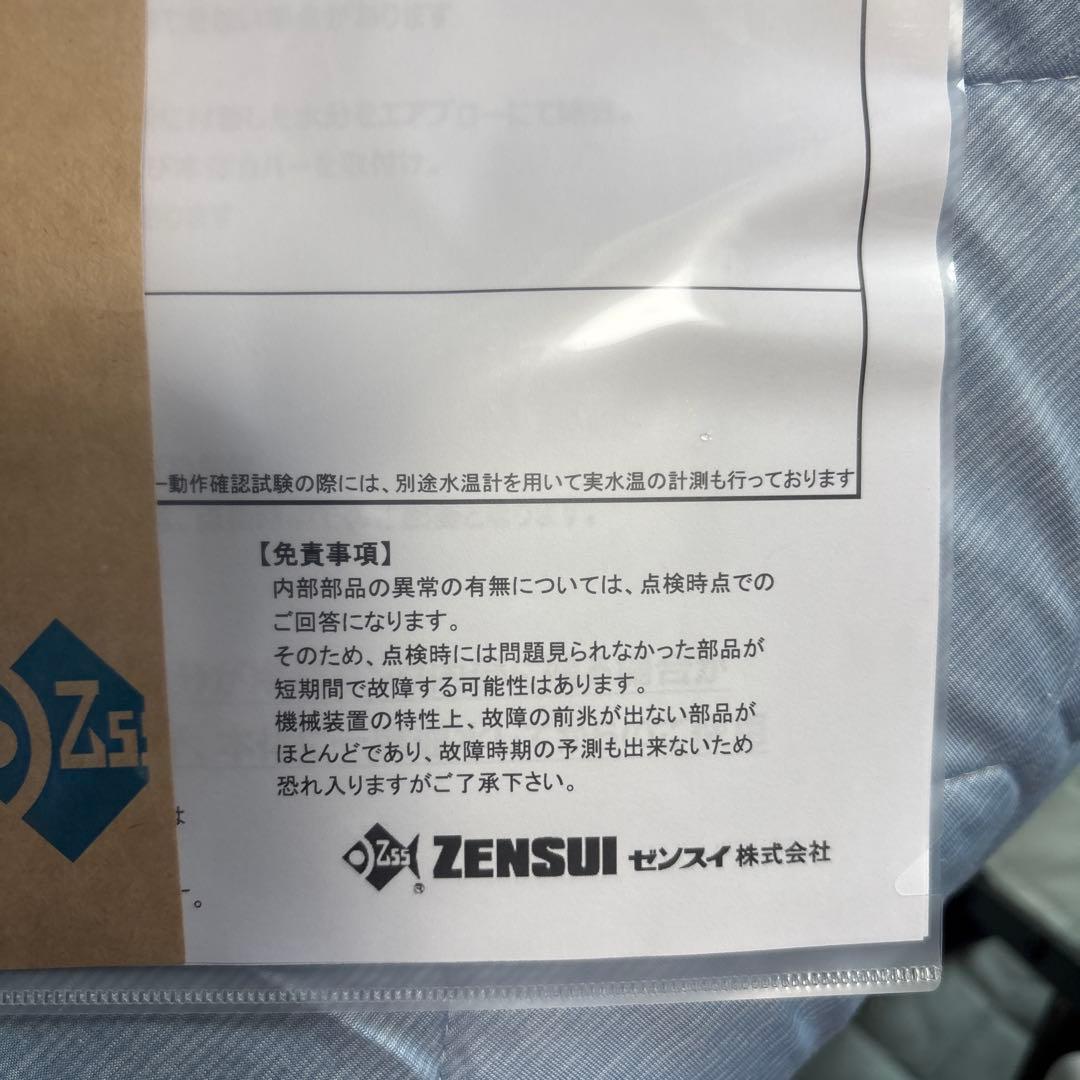 ー動作確認試験の際には、別途水温計を用いて実水温の計測も行っております
【免責事項】
内部部品の異常の有無については、点検時点での
ご回答になります。
そのため、点検時には問題見られなかった部品が
短期間で故障する可能性はあります。
機械装置の特性上、故障の前兆が出ない部品が
ほとんどであり、故障時期の予測も出来ないため
恐れ入りますがご了承下さい。
は
。
Zss
Zss ® ZENSUI ゼンスイ株式会社